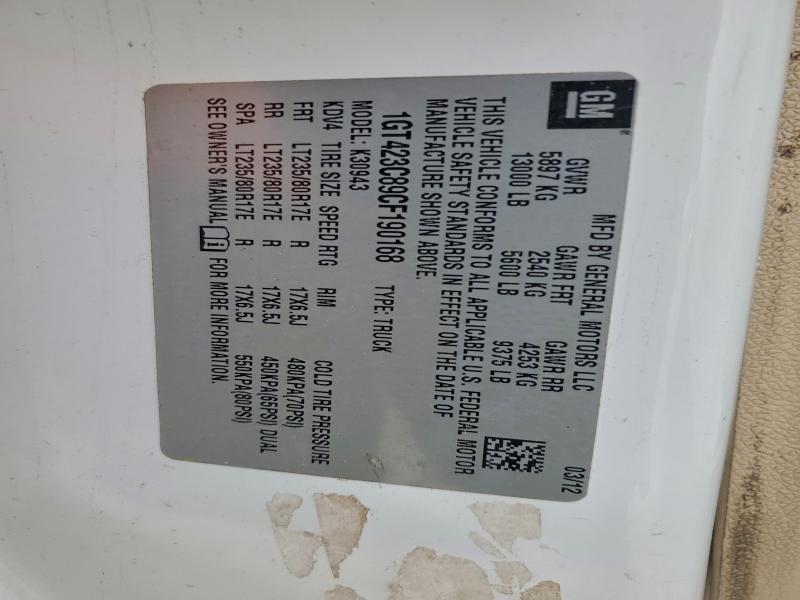 GM ®
MFD BY GENERAL MOTORS LLC 03/12
GVWR GAWR FRT GAWR RR
5897 KG 2540 KG 4253 KG
13000 LB 5600 LB 9375 LB
THIS VEHICLE CONFORMS TO ALL APPLICABLE U.S. FEDERAL MOTOR
VEHICLE SAFETY STANDARDS IN EFFECT ON THE DATE OF
MANUFACTURE SHOWN ABOVE.
1GT423C89CF190168 TYPE: TRUCK
MODEL: K30943
KDV4 TIRE SIZE SPEED RTG RIM COLD TIRE PRESSURE
FRT LT235/80R17E R 17X6.5J 480KPA(70PSI)
RR LT235/80R17E R 17X6.5J 450KPA(65PSI) DUAL
SPA LT235/80R17E R 17X6.5J 550KPA(80PSI)
SEE OWNER'S MANUAL i FOR MORE INFORMATION.